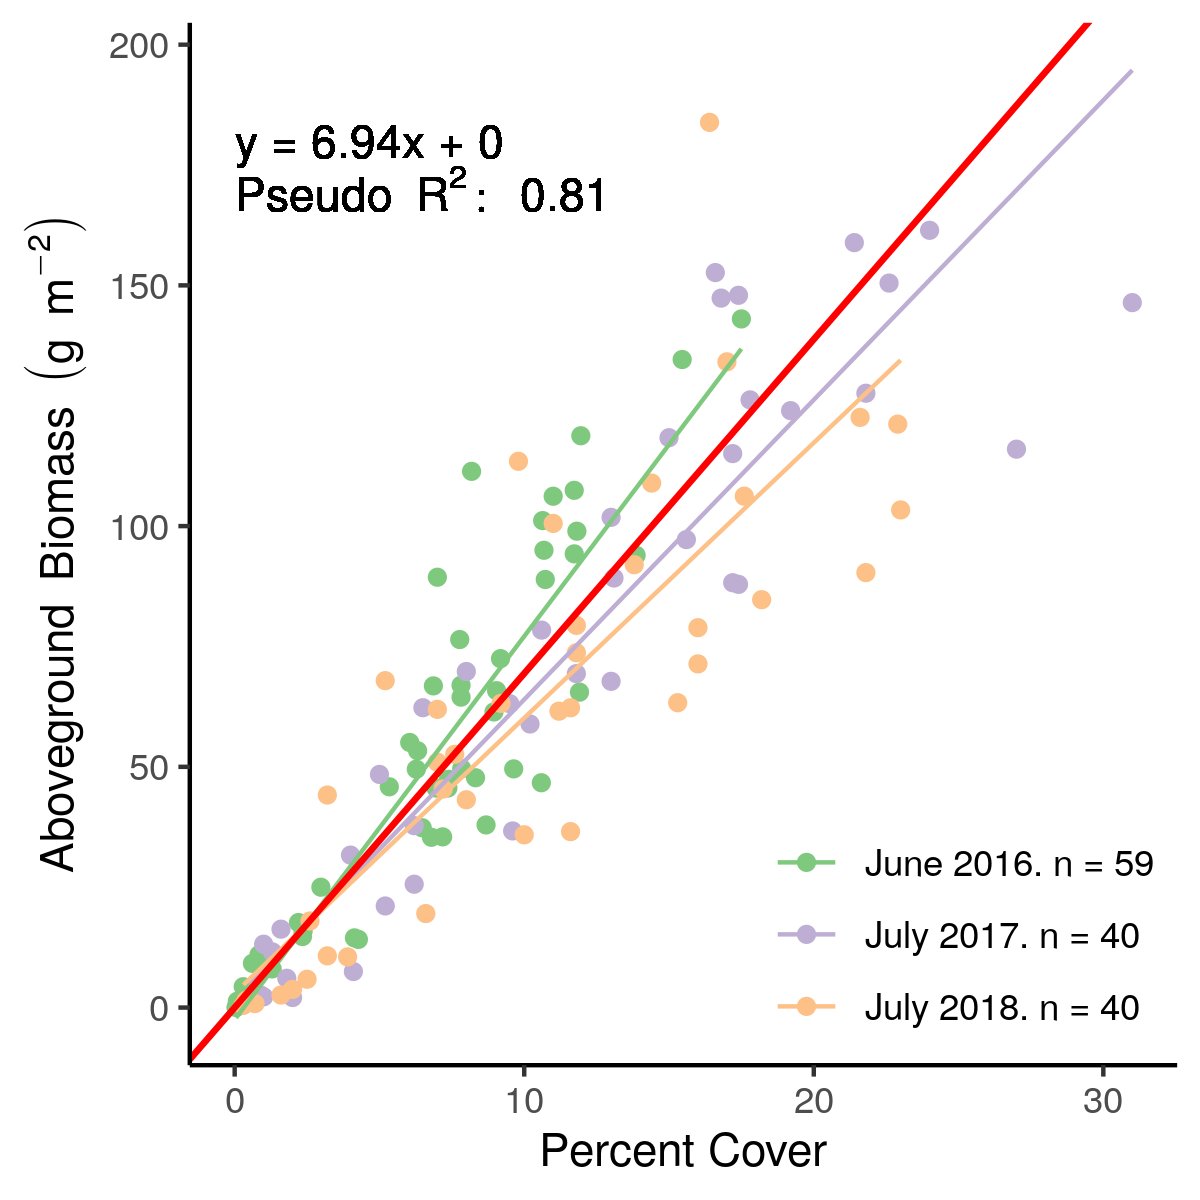 200
150
100
50
0
Aboveground Biomass (g m⁻²)
y = 6.94x + 0
Pseudo R²: 0.81
June 2016. n = 59
July 2017. n = 40
July 2018. n = 40
0 10 20 30
Percent Cover